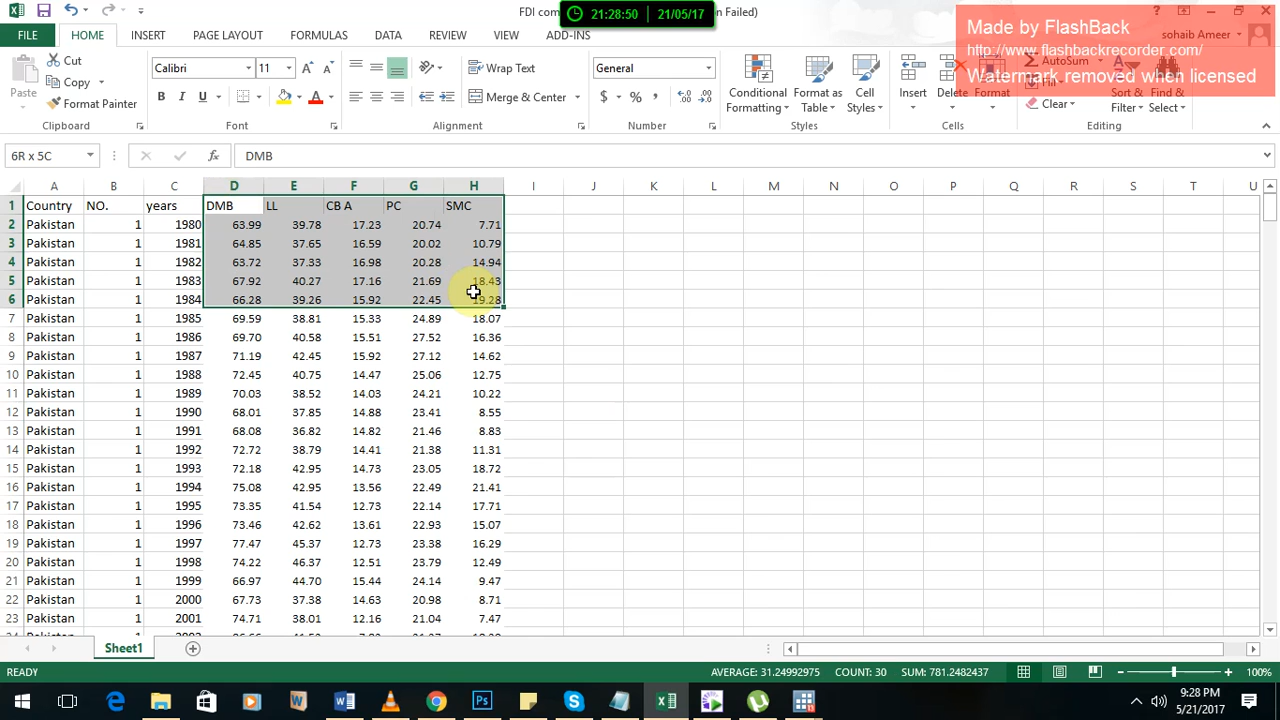 FDI com
on Failed)
21:28:50 21/05/17
Made by FlashBack
http://www.flashbackrecorder.com/
Watermark removed when licensed
FILE HOME INSERT PAGE LAYOUT FORMULAS DATA REVIEW VIEW ADD-INS sohaib Ameer
Paste Cut Copy Format Painter Clipboard
Calibri 11 B I U A Font
Wrap Text Merge & Center Alignment
General $ % , Number
Conditional Formatting Format as Table Cell Styles Styles
Insert Delete Format Cells
AutoSum Fill Clear Sort & Filter Find & Select Editing
6R x 5C fx DMB
A B C D E F G H I J K L M N O P Q R S T U
1 Country NO. years DMB LL CB A PC SMC
2 Pakistan 1 1980 63.99 39.78 17.23 20.74 7.71
3 Pakistan 1 1981 64.85 37.65 16.59 20.02 10.79
4 Pakistan 1 1982 63.72 37.33 16.98 20.28 14.94
5 Pakistan 1 1983 67.92 40.27 17.16 21.69 18.43
6 Pakistan 1 1984 66.28 39.26 15.92 22.45 19.28
7 Pakistan 1 1985 69.59 38.81 15.33 24.89 18.07
8 Pakistan 1 1986 69.70 40.58 15.51 27.52 16.36
9 Pakistan 1 1987 71.19 42.45 15.92 27.12 14.62
10 Pakistan 1 1988 72.45 40.75 14.47 25.06 12.75
11 Pakistan 1 1989 70.03 38.52 14.03 24.21 10.22
12 Pakistan 1 1990 68.01 37.85 14.88 23.41 8.55
13 Pakistan 1 1991 68.08 36.82 14.82 21.46 8.83
14 Pakistan 1 1992 72.72 38.79 14.41 21.38 11.31
15 Pakistan 1 1993 72.18 42.95 14.73 23.05 18.72
16 Pakistan 1 1994 75.08 42.95 13.56 22.49 21.41
17 Pakistan 1 1995 73.35 41.54 12.73 22.14 17.71
18 Pakistan 1 1996 73.46 42.62 13.61 22.93 15.07
19 Pakistan 1 1997 77.47 45.37 12.73 23.38 16.29
20 Pakistan 1 1998 74.22 46.37 12.51 23.79 12.49
21 Pakistan 1 1999 66.97 44.70 15.44 24.14 9.47
22 Pakistan 1 2000 67.73 37.38 14.63 20.98 8.71
23 Pakistan 1 2001 74.71 38.01 12.16 21.04 7.47
Sheet1
READY AVERAGE: 31.24992975 COUNT: 30 SUM: 781.2482437 100%
9:28 PM
5/21/2017